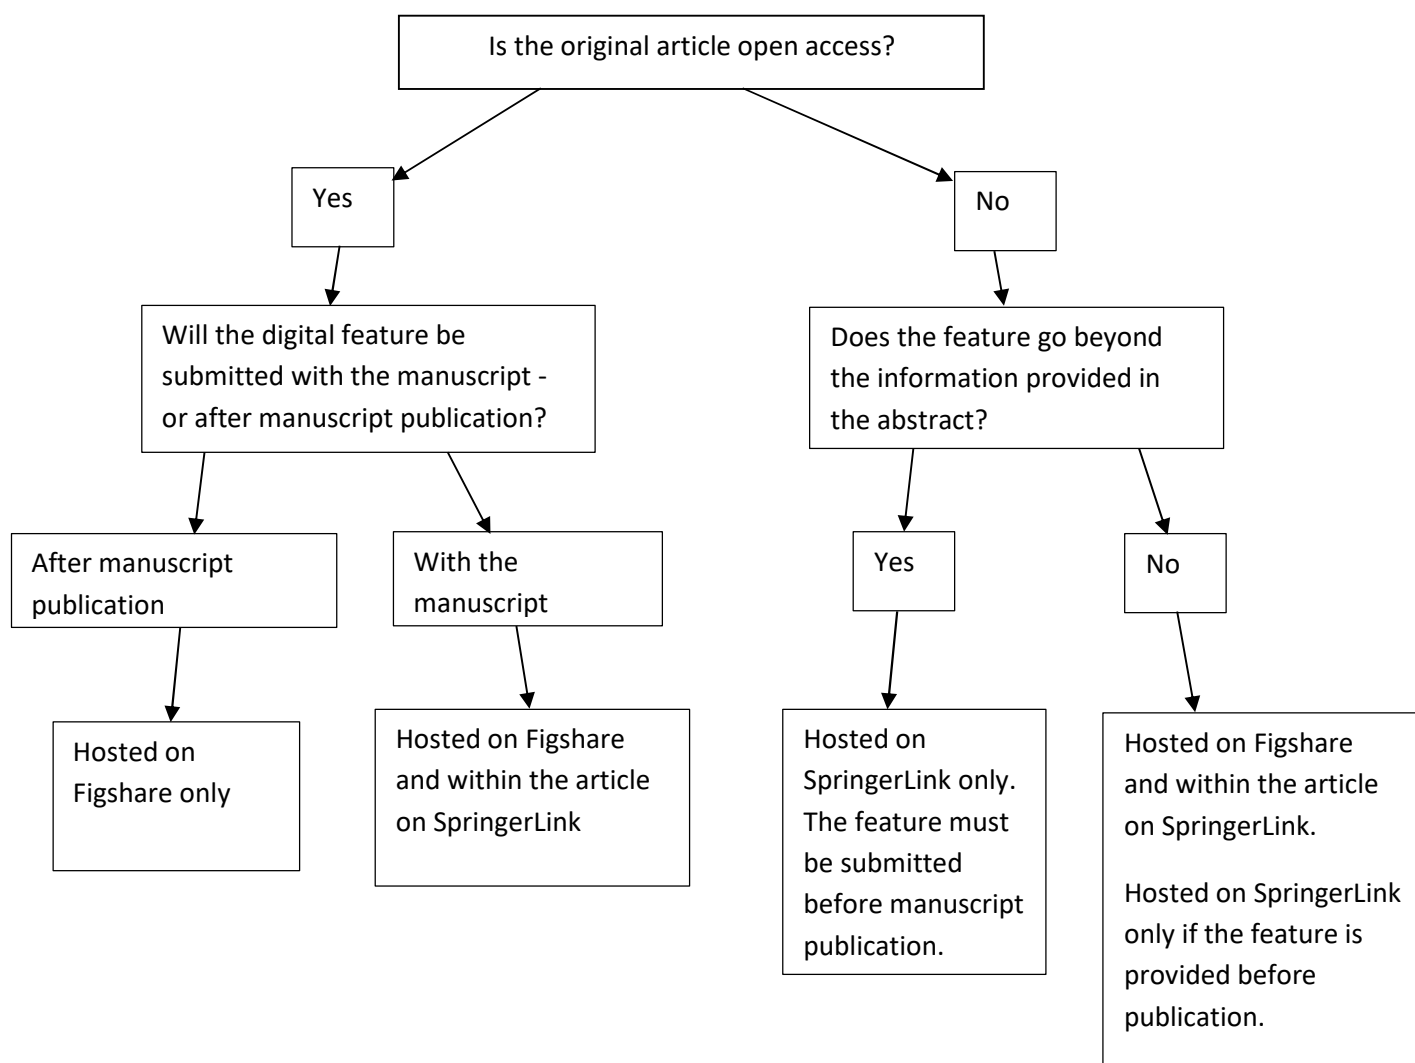 Is the original article open access?
Yes
No
Will the digital feature be
submitted with the manuscript -
or after manuscript publication?
Does the feature go beyond
the information provided in
the abstract?
After manuscript
publication
With the
manuscript
Yes
No
Hosted on
Figshare only
Hosted on Figshare
and within the article
on SpringerLink
Hosted on
SpringerLink only.
The feature must
be submitted
before manuscript
publication.
Hosted on Figshare
and within the article
on SpringerLink.
Hosted on SpringerLink
only if the feature is
provided before
publication.